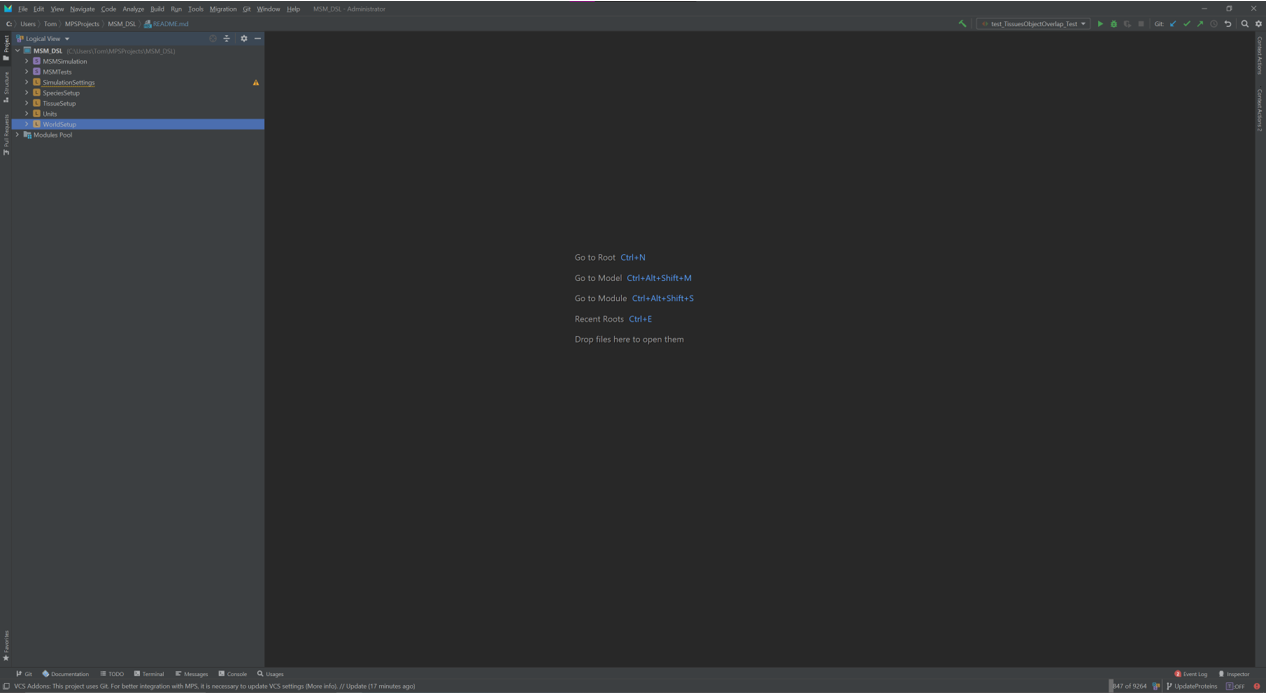 File Edit View Navigate Code Analyze Build Run Tools Migration Git Window Help MSM_DSL - Administrator
C: Users Tom MPSProjects MSM_DSL README.md test_TissuesObjectOverlap_Test Git:
Project
Logical View
MSM_DSL (C:\Users\Tom\MPSProjects\MSM_DSL)
MSMSimulation
MSMTests
SimulationSettings
SpeciesSetup
TissueSetup
Units
WorldSetup
Modules Pool
Structure
Pull Requests
Favorites
Go to Root Ctrl+N
Go to Model Ctrl+Alt+Shift+M
Go to Module Ctrl+Alt+Shift+S
Recent Roots Ctrl+E
Drop files here to open them
Context Actions
Context Actions 2
Git Documentation TODO Terminal Messages Console Usages Event Log Inspector
VCS Addons: This project uses Git. For better integration with MPS, it is necessary to update VCS settings (More info). // Update (17 minutes ago) 847 of 9264 UpdateProteins T OFF